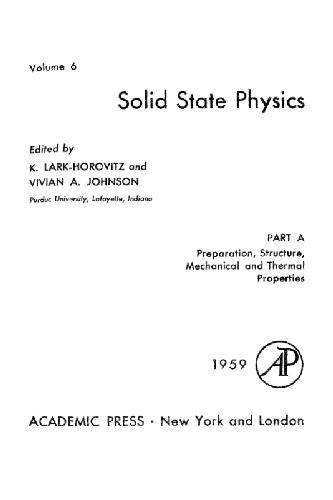 Volume 6
Solid State Physics
Edited by
K. LARK-HOROVITZ and
VIVIAN A. JOHNSON
Purdue University, Lafayette, Indiana
PART A
Preparation, Structure,
Mechanical and Thermal
Properties
1959 AP
ACADEMIC PRESS · New York and London